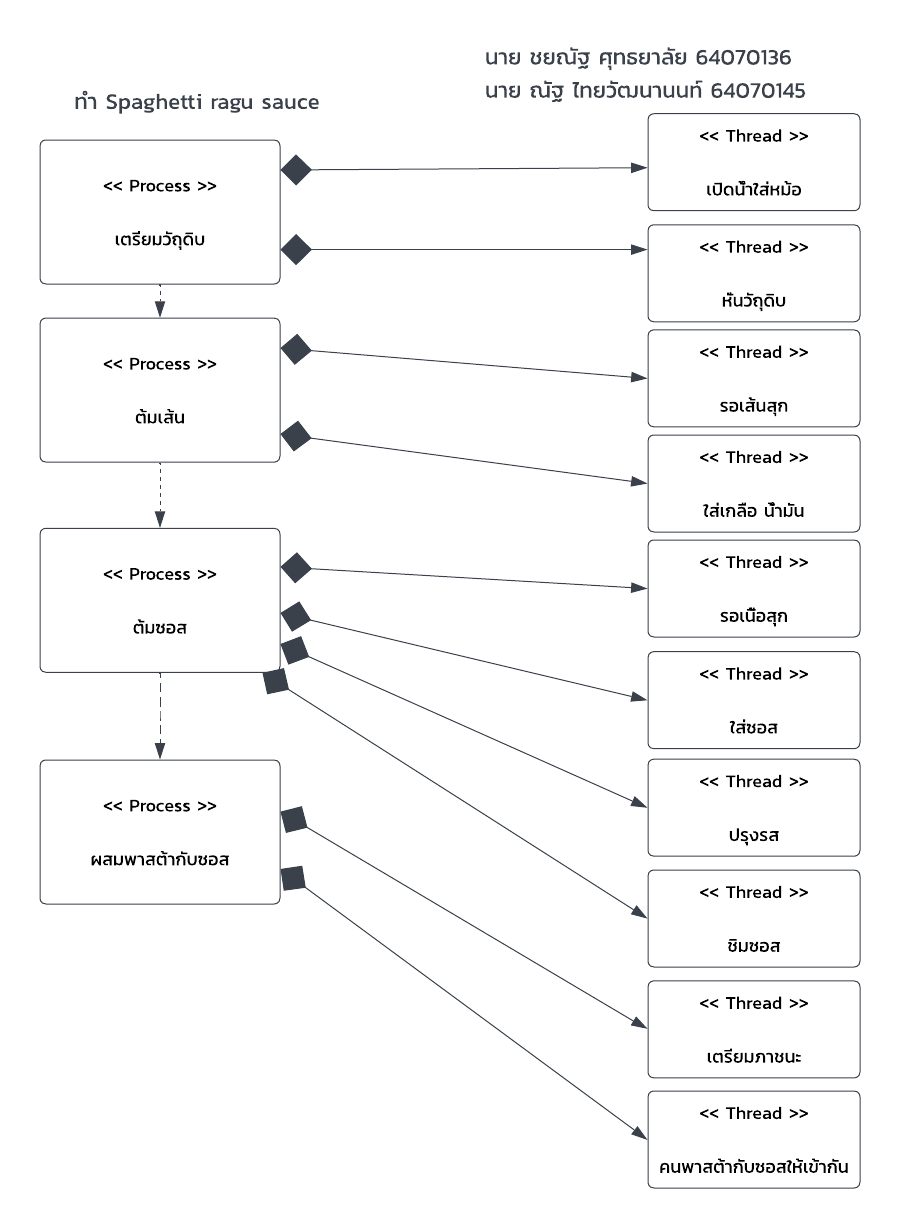 นาย ชยณัฐ ศุทธยาลัย 64070136
นาย ณัฐ ไทยวัฒนานนท์ 64070145
ทำ Spaghetti ragu sauce
<< Process >>
เตรียมวัถุดิบ
<< Thread >>
เปิดน้ำใส่หม้อ
<< Thread >>
หั่นวัถุดิบ
<< Process >>
ต้มเส้น
<< Thread >>
รอเส้นสุก
<< Thread >>
ใส่เกลือ น้ำมัน
<< Process >>
ต้มซอส
<< Thread >>
รอเนื้อสุก
<< Thread >>
ใส่ซอส
<< Thread >>
ปรุงรส
<< Thread >>
ชิมซอส
<< Process >>
ผสมพาสต้ากับซอส
<< Thread >>
เตรียมภาชนะ
<< Thread >>
คนพาสต้ากับซอสให้เข้ากัน